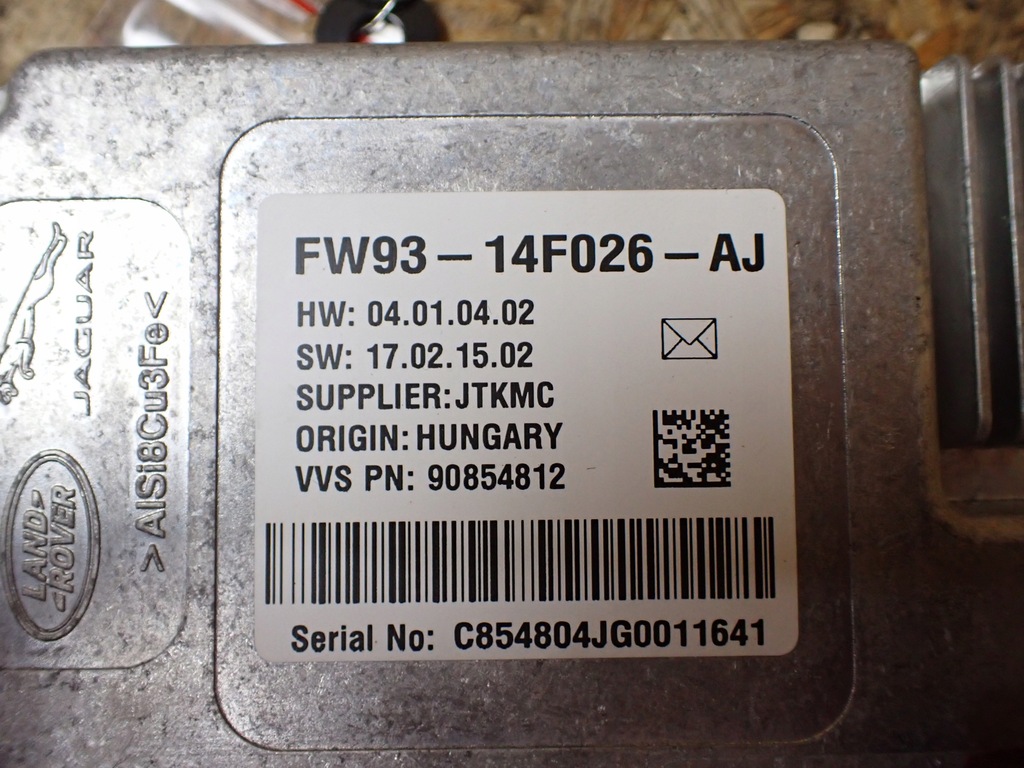 FW93-14F026-AJ
HW: 04.01.04.02
SW: 17.02.15.02
SUPPLIER:JTKMC
ORIGIN: HUNGARY
VVS PN: 90854812
Serial No: C854804JG0011641
JAGUAR
LAND-
-ROVER
>AlSi8Cu3Fe<